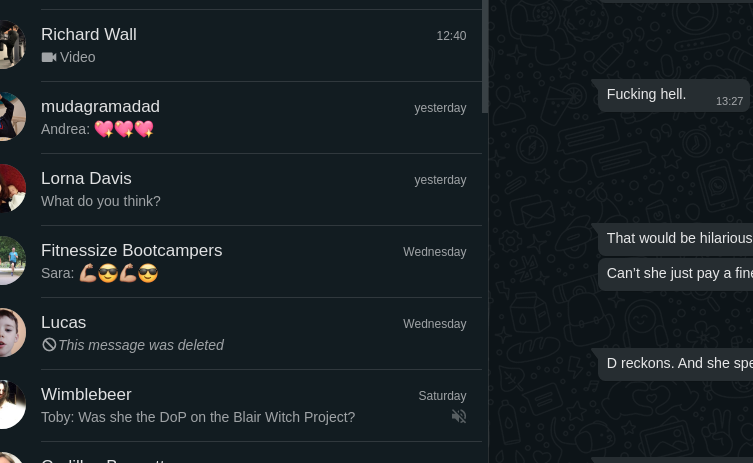 Richard Wall 12:40
Video
mudagramadad yesterday
Andrea: 💖💖💖
Lorna Davis yesterday
What do you think?
Fitnessize Bootcampers Wednesday
Sara: 💪🏽😎💪🏽😎
Lucas Wednesday
This message was deleted
Wimblebeer Saturday
Toby: Was she the DoP on the Blair Witch Project?
Fucking hell. 13:27
That would be hilarious
Can't she just pay a fine
D reckons. And she spe